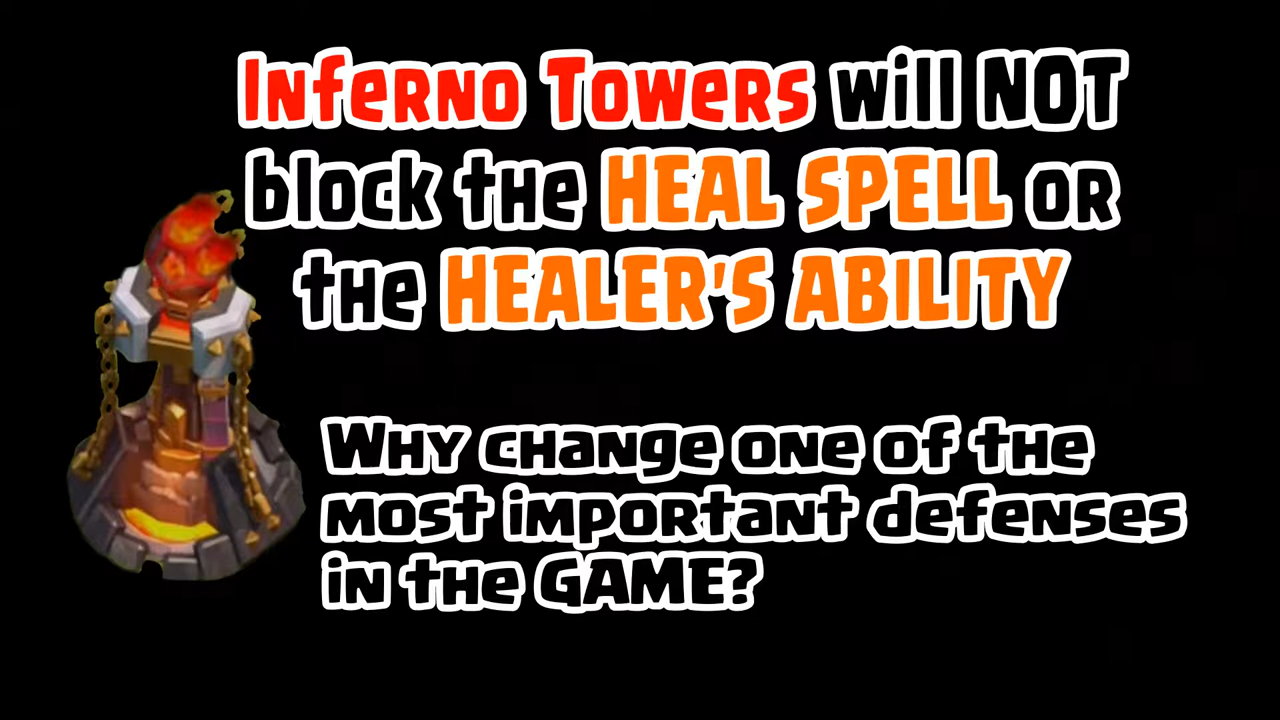 Inferno Towers will NOT
block the HEAL SPELL or
the HEALER'S ABILITY
Why change one of the
most important defenses
in the GAME?